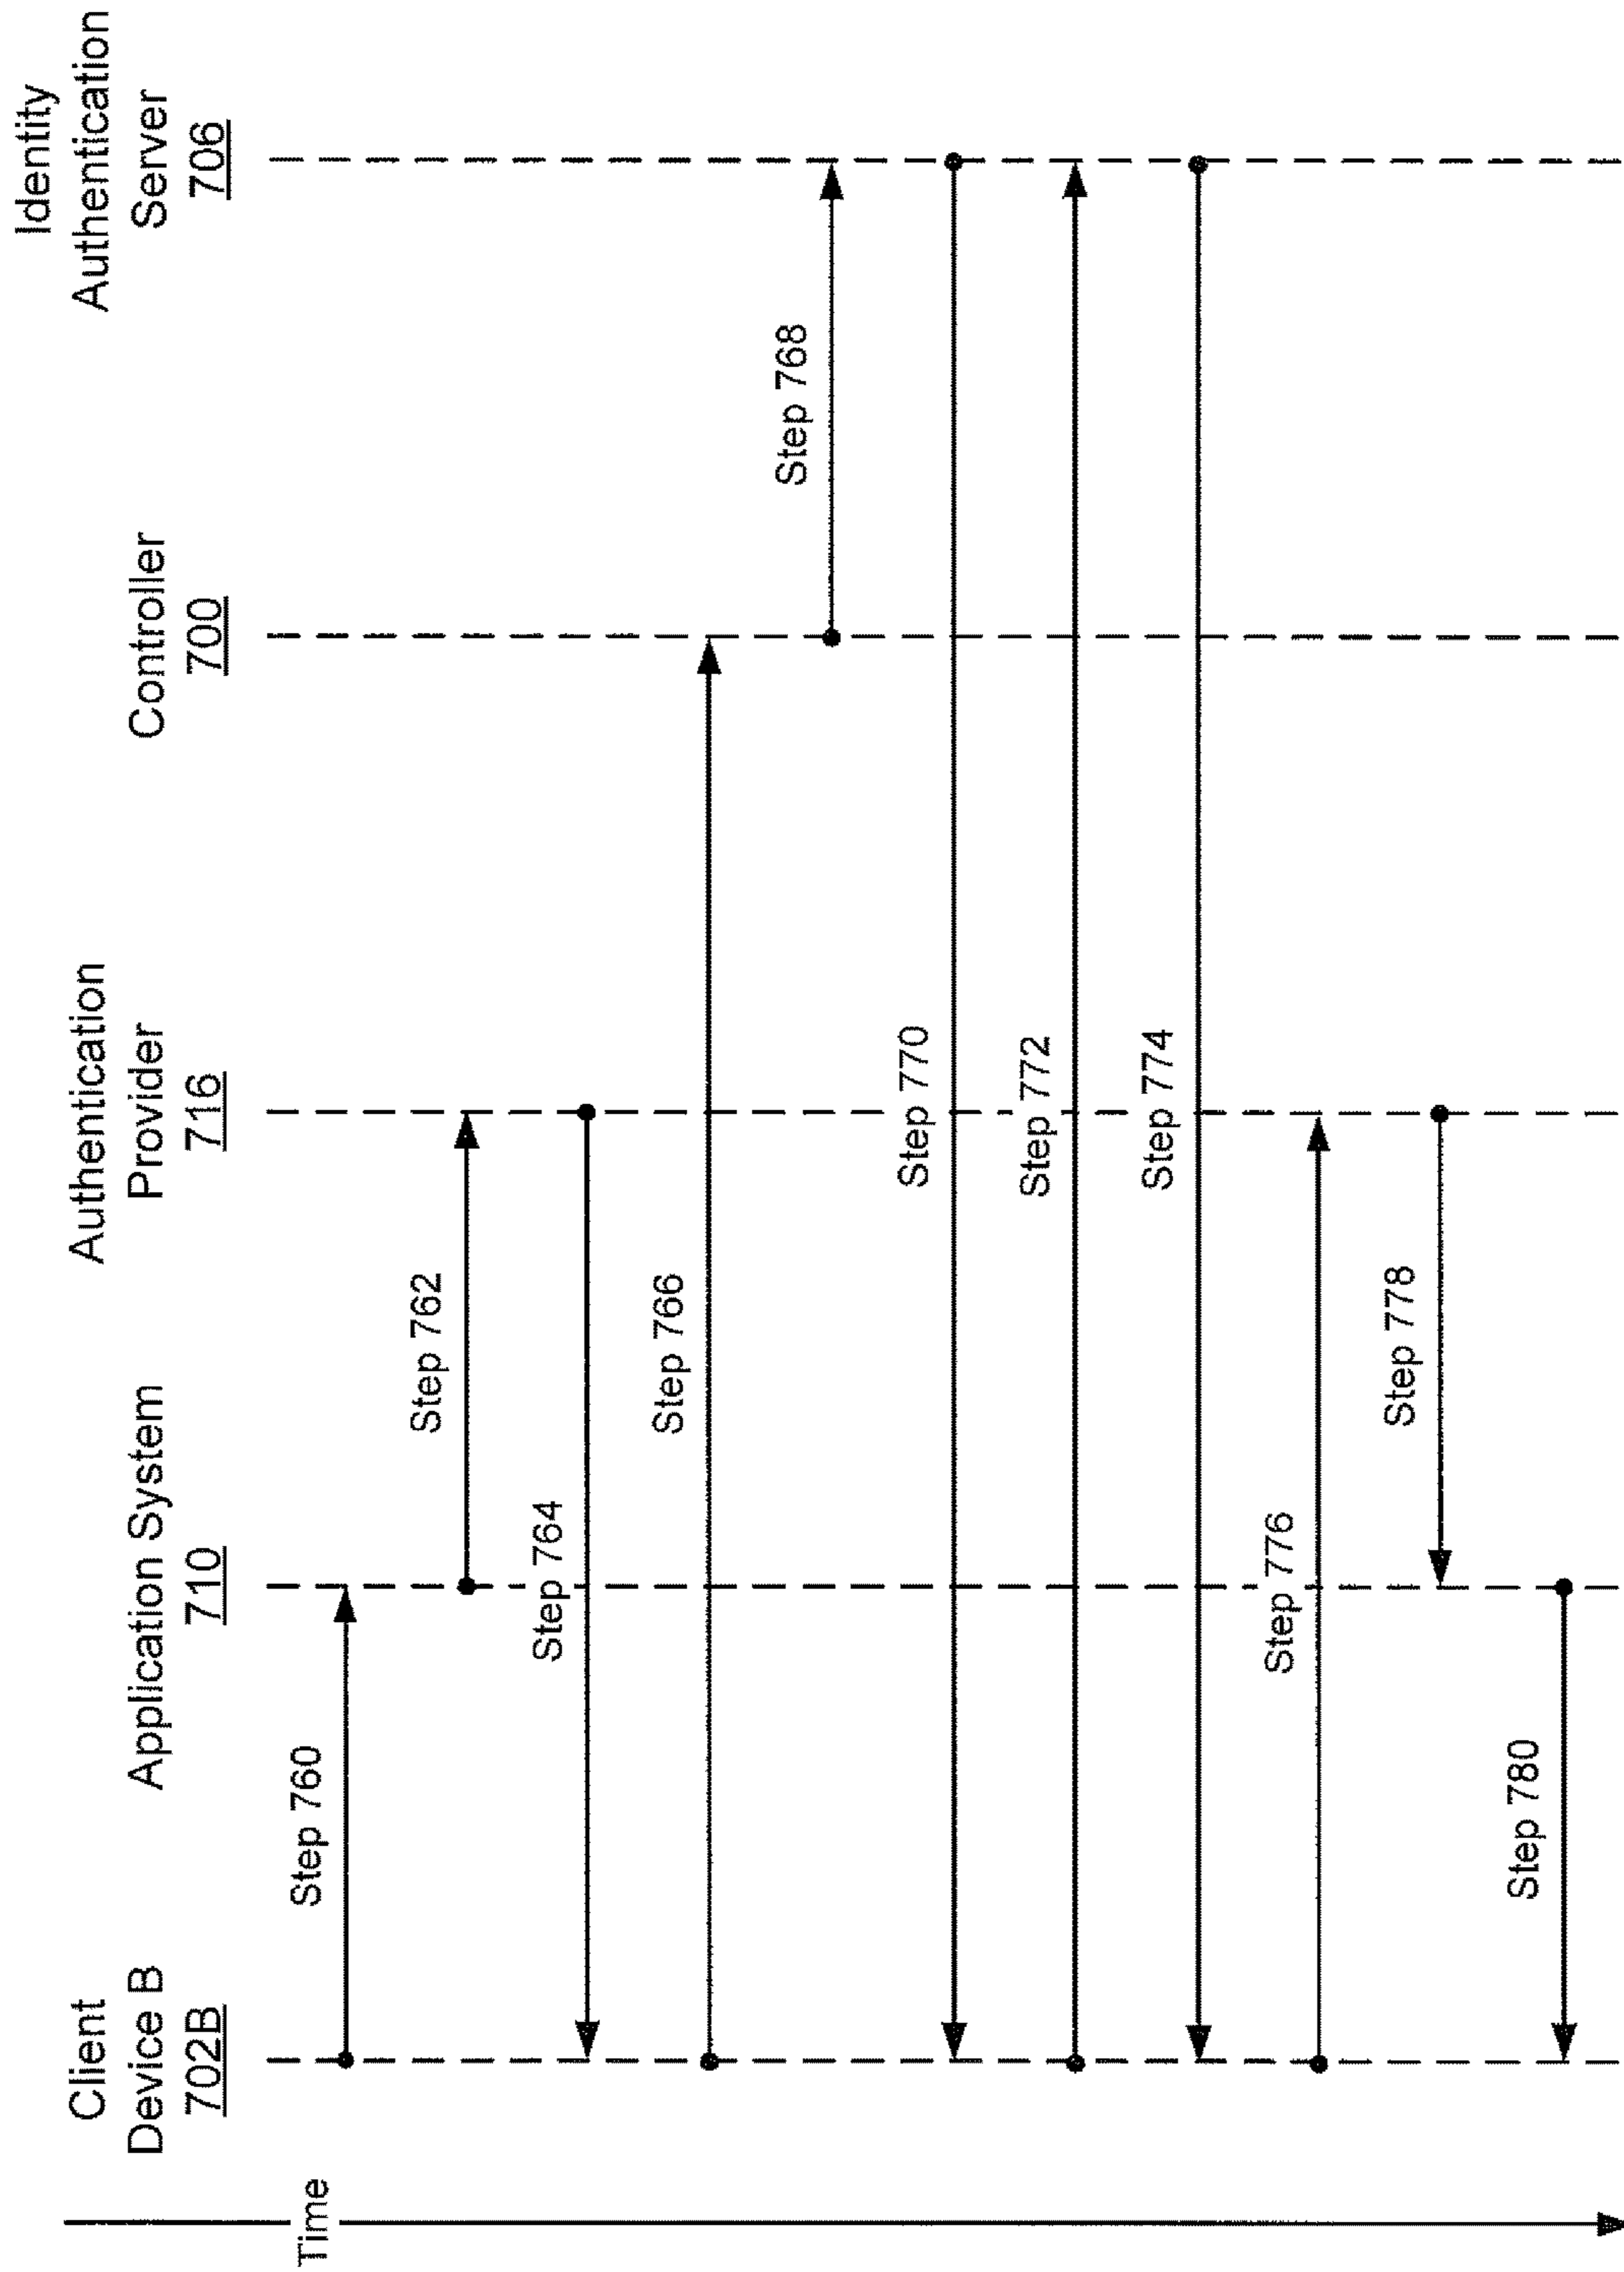 Client
Device B
702B
Application System
710
Authentication
Provider
716
Controller
700
Identity
Authentication
Server
706
Time
Step 760
Step 762
Step 764
Step 766
Step 768
Step 770
Step 772
Step 774
Step 776
Step 778
Step 780